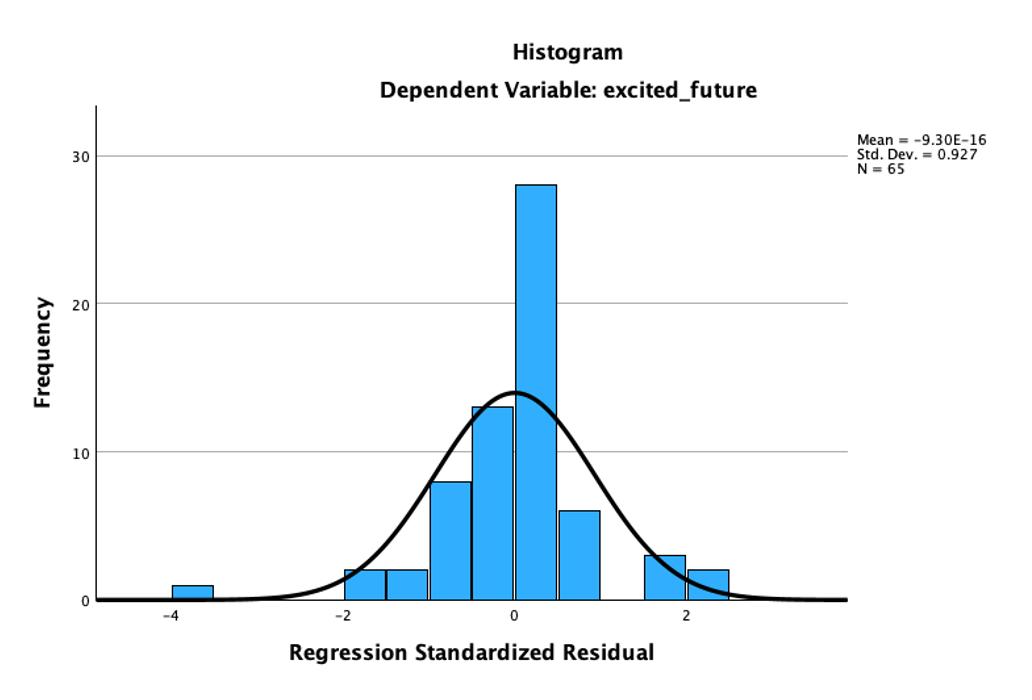 Histogram
Dependent Variable: excited_future
Mean = -9.30E-16
Std. Dev. = 0.927
N = 65
30
20
10
0
Frequency
-4
-2
0
2
Regression Standardized Residual